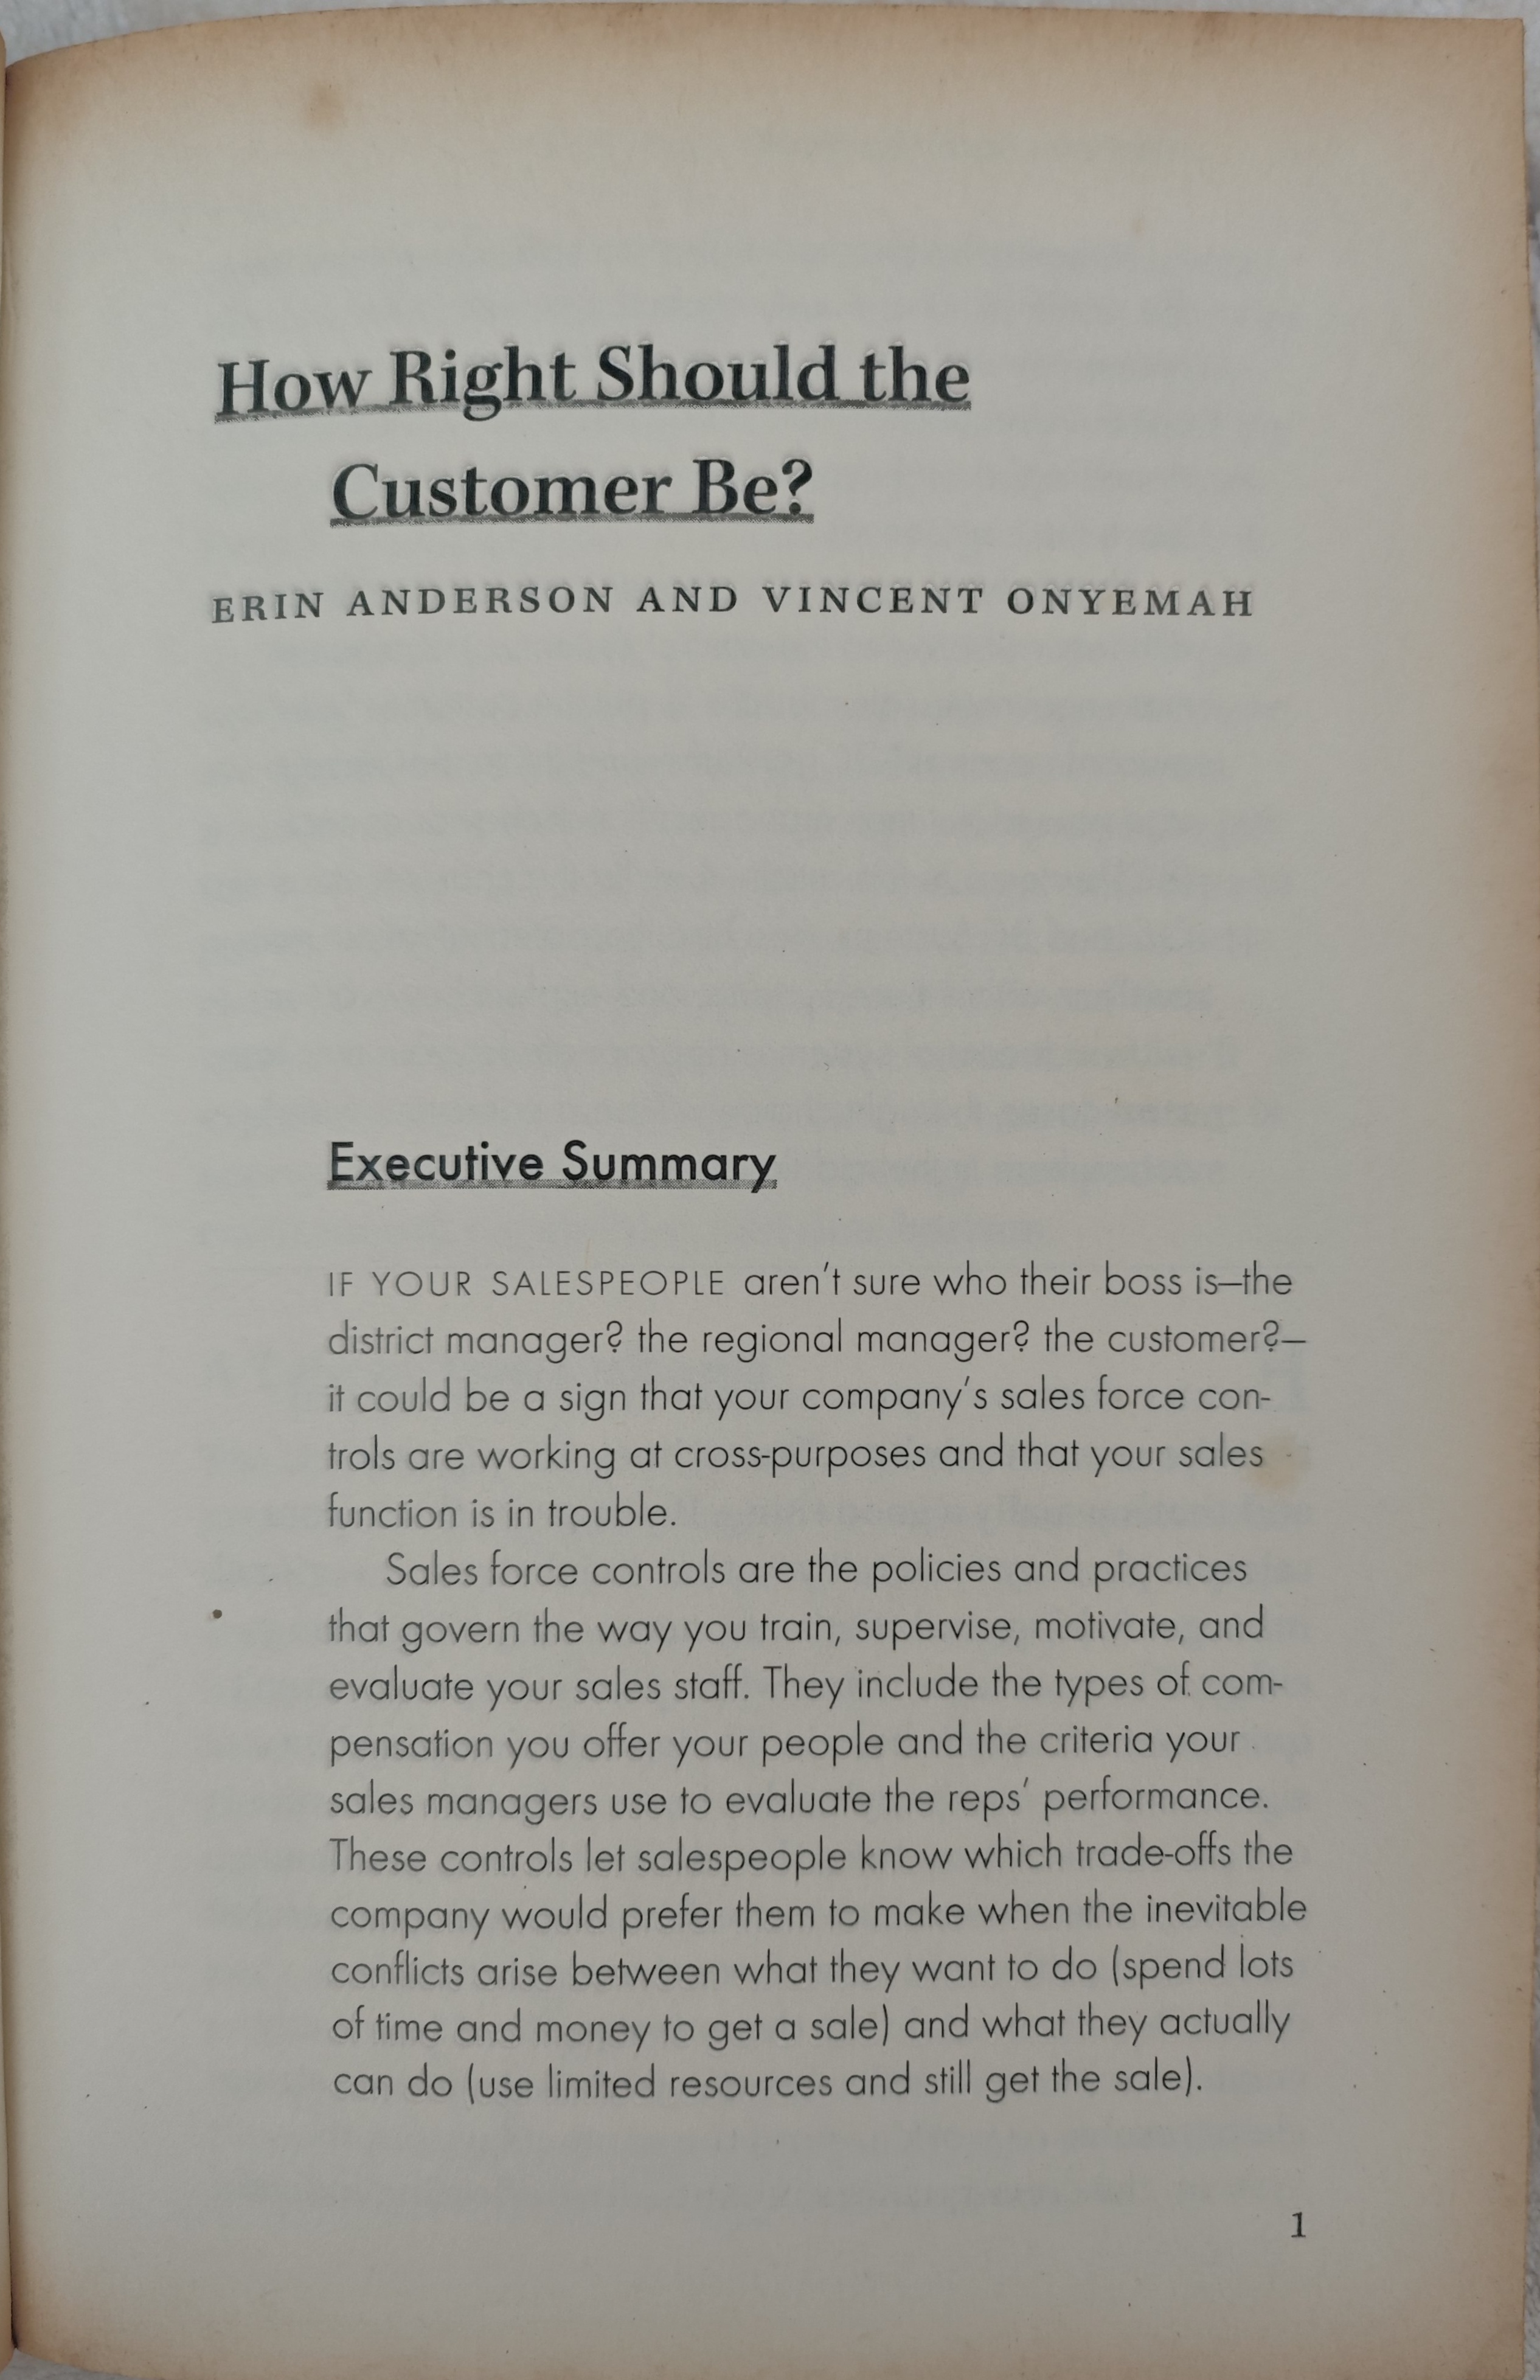 How Right Should the
Customer Be?
ERIN ANDERSON AND VINCENT ONYEMAH
Executive Summary
IF YOUR SALESPEOPLE aren't sure who their boss is—the
district manager? the regional manager? the customer?—
it could be a sign that your company's sales force con-
trols are working at cross-purposes and that your sales
function is in trouble.
Sales force controls are the policies and practices
that govern the way you train, supervise, motivate, and
evaluate your sales staff. They include the types of com-
pensation you offer your people and the criteria your
sales managers use to evaluate the reps' performance.
These controls let salespeople know which trade-offs the
company would prefer them to make when the inevitable
conflicts arise between what they want to do (spend lots
of time and money to get a sale) and what they actually
can do (use limited resources and still get the sale).
1